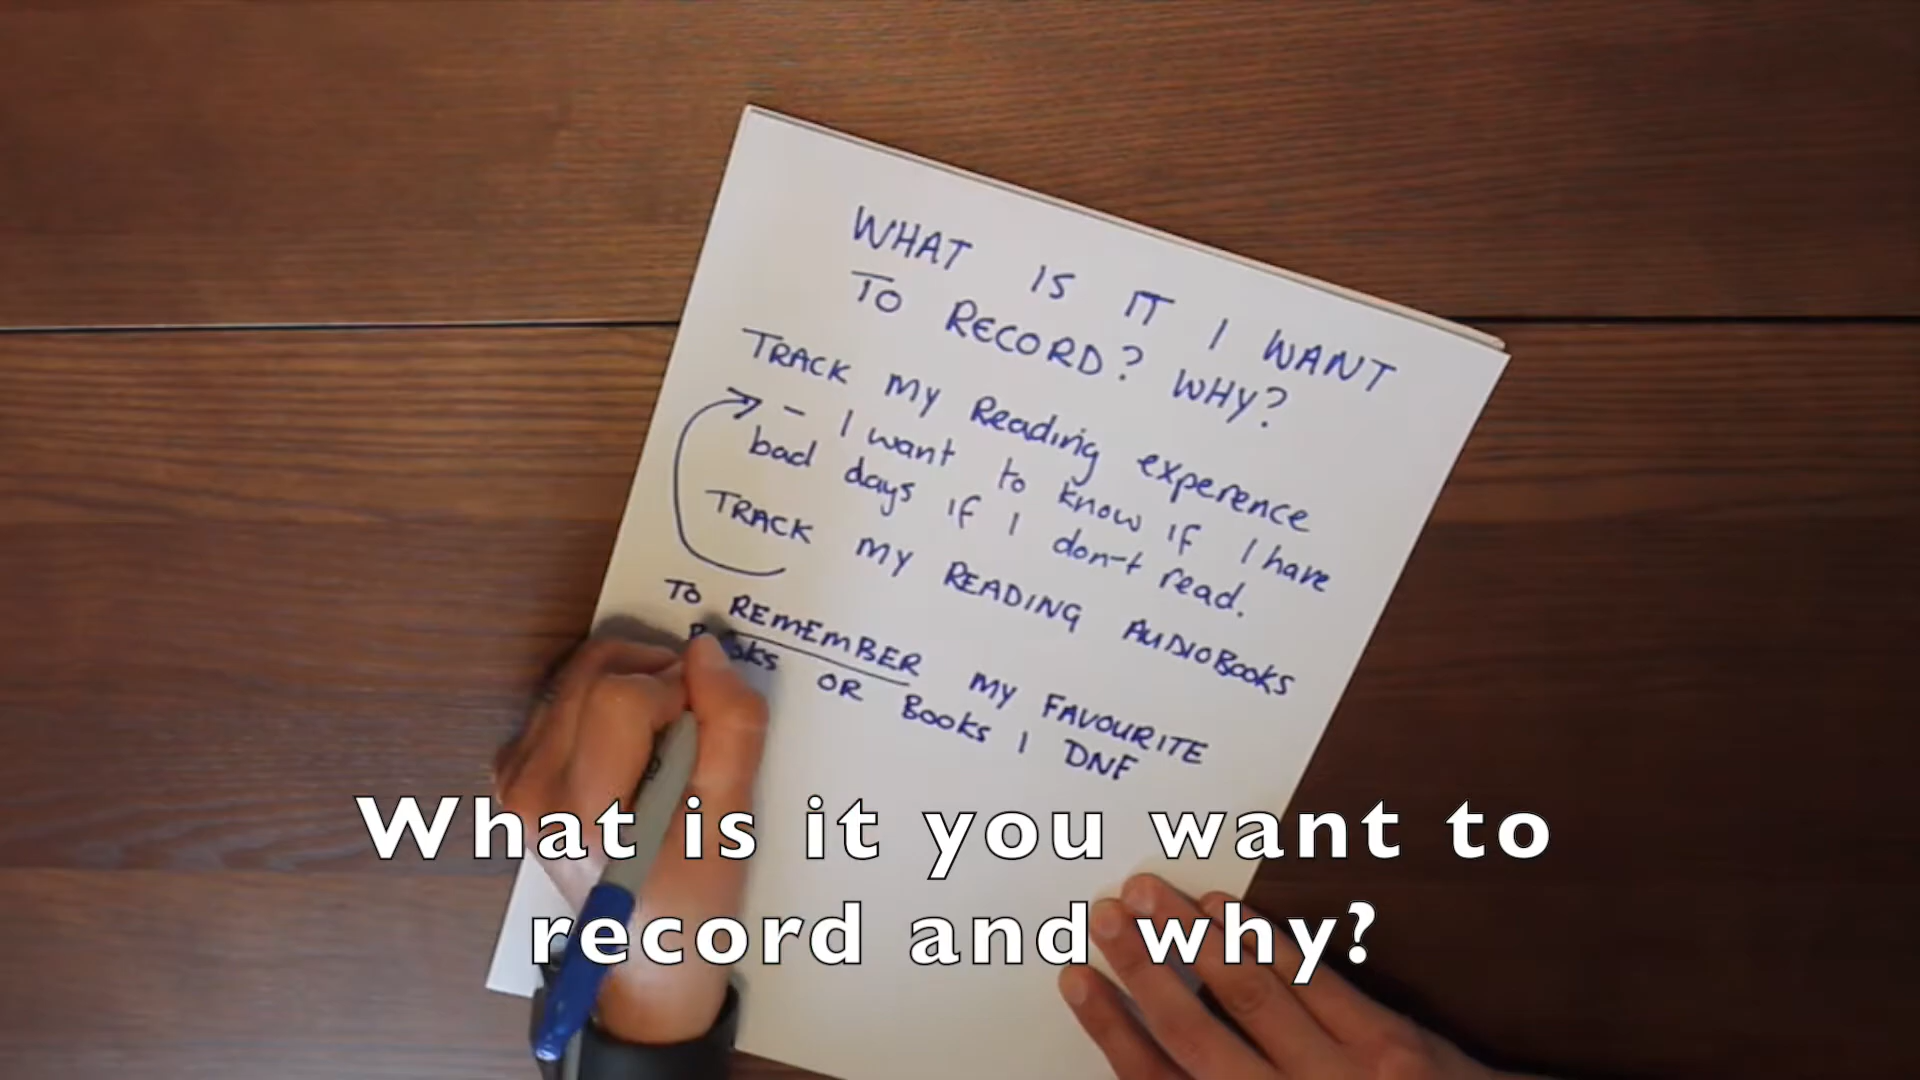 WHAT IS IT I WANT
TO RECORD? WHY?
TRACK my Reading experence
- I want to know if I have
bad days if I don-t read.
TRACK my READING AUDIOBOOKS
TO REMEMBER my FAVOURITE
Books OR Books I DNF
What is it you want to
record and why?